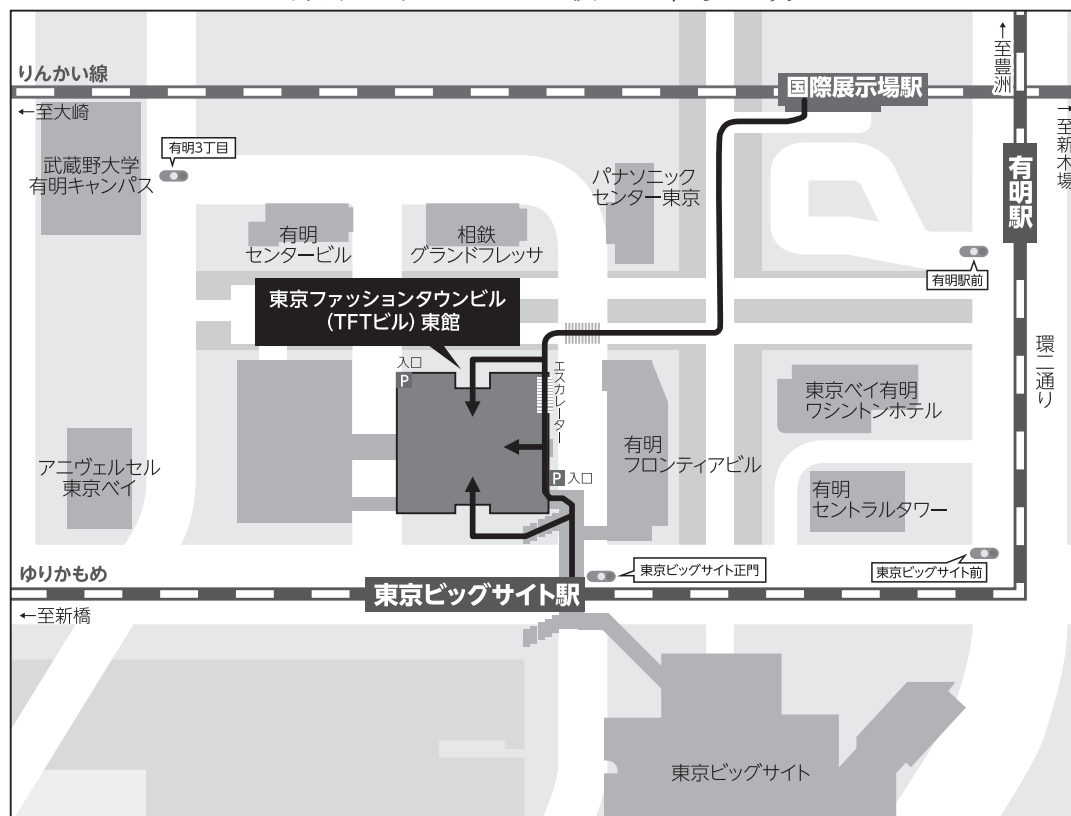 りんかい線
国際展示場駅
↑至豊洲
←至大崎
→至新木場
有明3丁目
武蔵野大学
有明キャンパス
パナソニック
センター東京
有明駅
有明
センタービル
相鉄
グランドフレッサ
有明駅前
東京ファッションタウンビル
(TFTビル) 東館
環二通り
入口
P
エスカレーター
東京ベイ有明
ワシントンホテル
有明
フロンティアビル
アニヴェルセル
東京ベイ
P 入口
有明
セントラルタワー
ゆりかもめ
東京ビッグサイト正門
東京ビッグサイト前
東京ビッグサイト駅
←至新橋
東京ビッグサイト